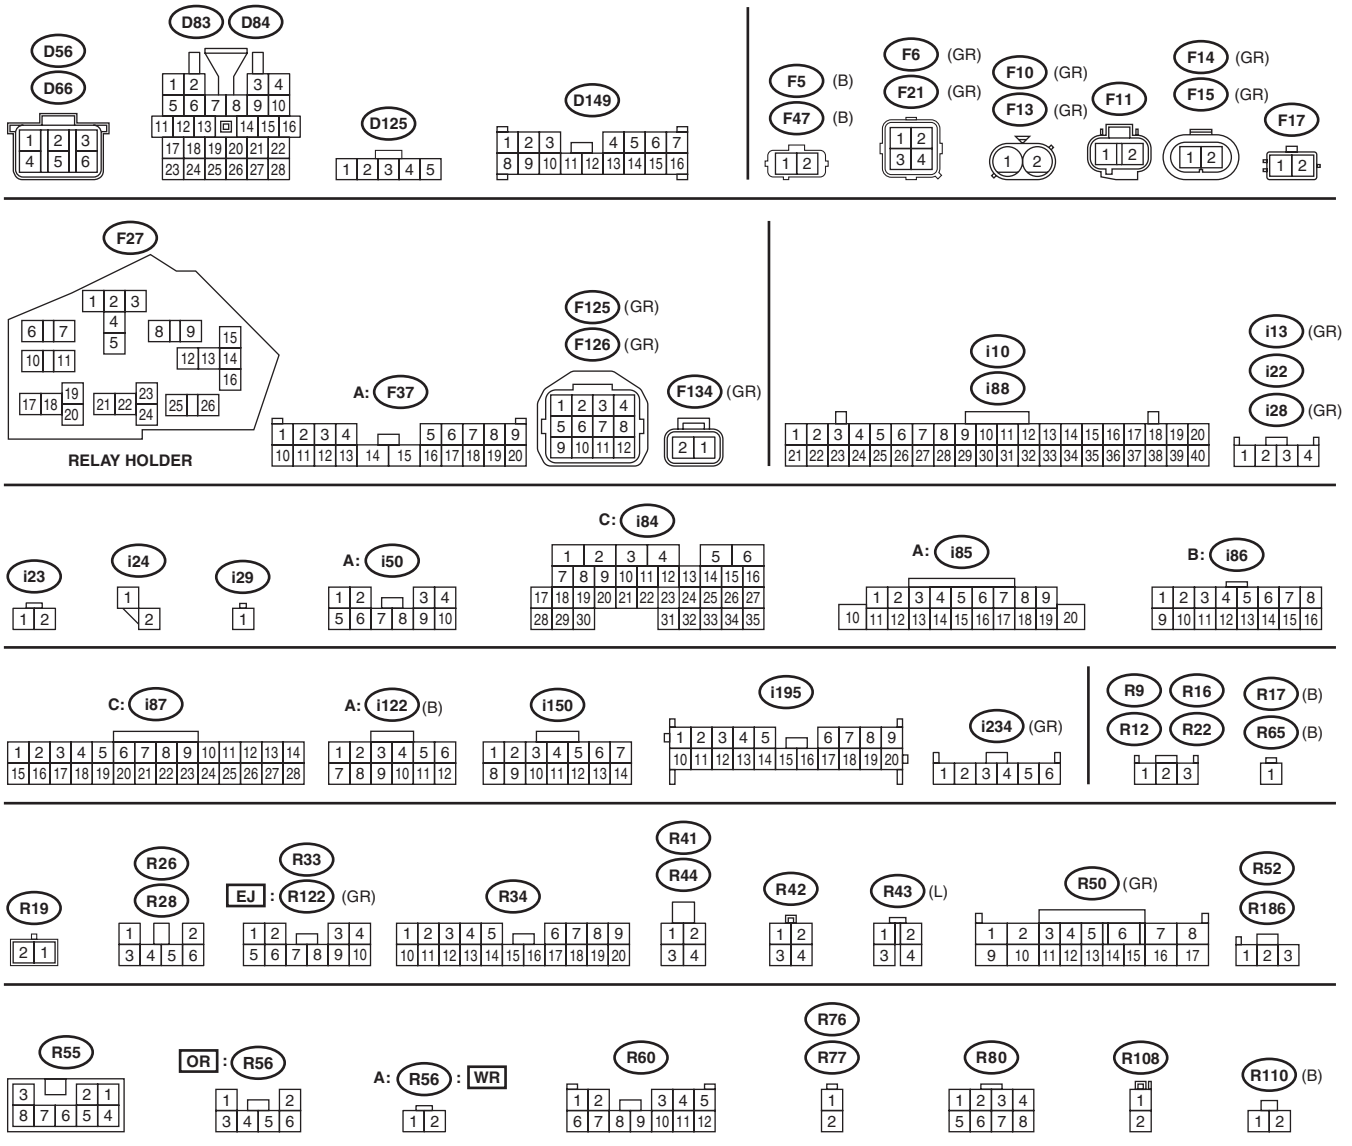 D83 D84
D56
D66
1 2 3 4
5 6 7 8 9 10
11 12 13 14 15 16
17 18 19 20 21 22
23 24 25 26 27 28
1 2 3
4 5 6
D125
1 2 3 4 5
D149
1 2 3 4 5 6 7
8 9 10 11 12 13 14 15 16
F5 (B)
F47 (B)
1 2
F6 (GR)
F21 (GR)
1 2
3 4
F10 (GR)
F13 (GR)
1 2
F11
1 2
F14 (GR)
F15 (GR)
1 2
F17
1 2
F27
1 2 3
4
5
6 7
8 9
10 11
15
12 13 14
16
19
17 18
20
23
21 22
24
25 26
RELAY HOLDER
A: F37
1 2 3 4 5 6 7 8 9
10 11 12 13 14 15 16 17 18 19 20
F125 (GR)
F126 (GR)
1 2 3 4
5 6 7 8
9 10 11 12
F134 (GR)
2 1
i10
i88
1 2 3 4 5 6 7 8 9 10 11 12 13 14 15 16 17 18 19 20
21 22 23 24 25 26 27 28 29 30 31 32 33 34 35 36 37 38 39 40
i13 (GR)
i22
i28 (GR)
1 2 3 4
i23
1 2
i24
1
2
i29
1
A: i50
1 2 3 4
5 6 7 8 9 10
C: i84
1 2 3 4 5 6
7 8 9 10 11 12 13 14 15 16
17 18 19 20 21 22 23 24 25 26 27
28 29 30 31 32 33 34 35
A: i85
1 2 3 4 5 6 7 8 9
10 11 12 13 14 15 16 17 18 19 20
B: i86
1 2 3 4 5 6 7 8
9 10 11 12 13 14 15 16
C: i87
1 2 3 4 5 6 7 8 9 10 11 12 13 14
15 16 17 18 19 20 21 22 23 24 25 26 27 28
A: i122 (B)
1 2 3 4 5 6
7 8 9 10 11 12
i150
1 2 3 4 5 6 7
8 9 10 11 12 13 14
i195
1 2 3 4 5 6 7 8 9
10 11 12 13 14 15 16 17 18 19 20
i234 (GR)
1 2 3 4 5 6
R9 R16
R12 R22
1 2 3
R17 (B)
R65 (B)
1
R19
2 1
R26
R28
1 2
3 4 5 6
R33
EJ : R122 (GR)
1 2 3 4
5 6 7 8 9 10
R34
1 2 3 4 5 6 7 8 9
10 11 12 13 14 15 16 17 18 19 20
R41
R44
1 2
3 4
R42
1 2
3 4
R43 (L)
1 2
3 4
R50 (GR)
1 2 3 4 5 6 7 8
9 10 11 12 13 14 15 16 17
R52
R186
1 2 3
R55
3 2 1
8 7 6 5 4
OR : R56
1 2
3 4 5 6
A: R56 : WR
1 2
R60
1 2 3 4 5
6 7 8 9 10 11 12
R76
R77
1
2
R80
1 2 3 4
5 6 7 8
R108
1
2
R110 (B)
1 2